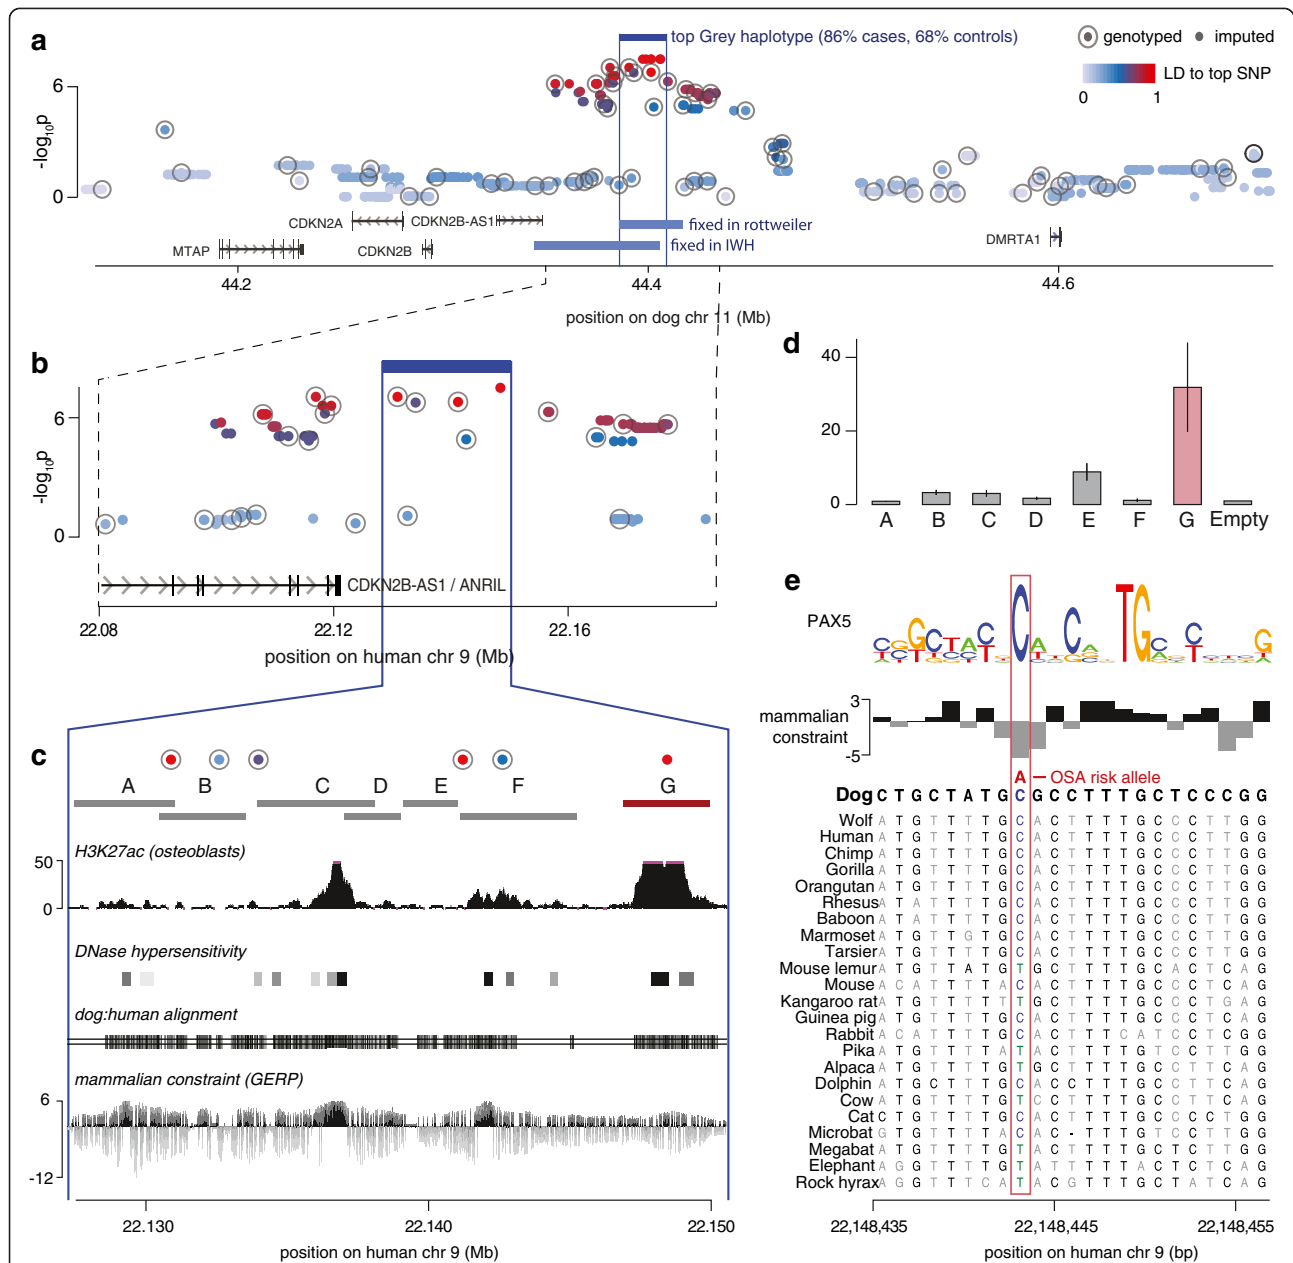 a
top Grey haplotype (86% cases, 68% controls)
genotyped
imputed
LD to top SNP
0 1
6
0
-log10p
CDKN2A
CDKN2B-AS1
MTAP
CDKN2B
fixed in rottweiler
fixed in IWH
DMRTA1
44.2 44.4 44.6
position on dog chr 11 (Mb)
b
6
0
-log10p
CDKN2B-AS1 / ANRIL
22.08 22.12 22.16
position on human chr 9 (Mb)
c
A B C D E F G
H3K27ac (osteoblasts)
50
0
DNase hypersensitivity
dog:human alignment
mammalian constraint (GERP)
6
-12
22.130 22.140 22.150
position on human chr 9 (Mb)
d
40
20
0
A B C D E F G Empty
e
PAX5
mammalian
constraint
3
-5
A
OSA risk allele
Dog C T G C T A T G C G C C T T T G C T C C C G G
Wolf A T G T T T T G C A C T T T T G C C C T T G G
Human A T G T T T T G C A C T T T T G C C C T T G G
Chimp A T G T T T T G C A C T T T T G C C C T T G G
Gorilla A T G T T T T G C A C T T T T G C C C T T G G
Orangutan A T G T T T T G C A C T T T T G C C C T T G G
Rhesus A T A T T T T G C A C T T T T G C C C T T G G
Baboon A T A T T T T G C A C T T T T G C C C T T G G
Marmoset A T G T T G T G C A C T T T T G C C C T T G G
Tarsier A T G T T T T G C A C T T T T G C C C T T G G
Mouse lemur A T G T T A T G T G C T T T T G C A C T C A G
Mouse A C A T T T T A C A C T T T T G C C C T C A G
Kangaroo rat A T G T T T T T T G C T T T T G C C C T G A G
Guinea pig A T G T T T T G C A C T T T T G C C C T C A G
Rabbit A C A T T T T G C A C T T T C A T C C T C G G
Pika A T G T T T T A T A C T T T T G T C C T T G G
Alpaca A T G T T T T G T G C T T T T G C C C T T C A G
Dolphin A T G C T T T G C A C C T T T G C C T T C A G
Cow A T G T T T T G T C C T T T T G C C T T C A G
Cat C T G T T T T G C A C T T T T G C C C C T G G
Microbat G T G T T T T A C A C - T T T G T C C T T G G
Megabat A T G T T T T G T A C T T T T G C T C T T G G
Elephant A G G T T T T G T A T T T T T A C T C T C A G
Rock hyrax A G G T T T C A T A C G T T T G C T A T C A G
22,148,435 22,148,445 22,148,455
position on human chr 9 (bp)